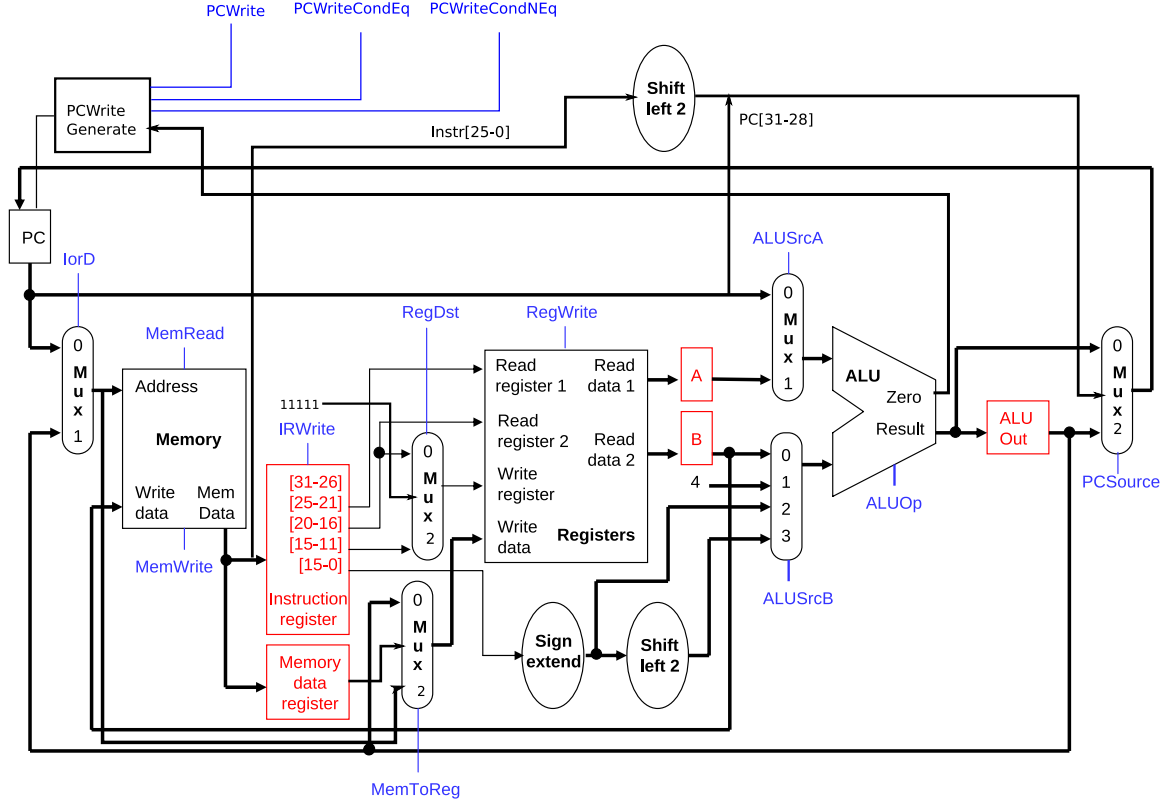 PCWrite
PCWriteCondEq
PCWriteCondNEq
PCWrite
Generate
Shift
left 2
Instr[25-0]
PC[31-28]
PC
IorD
ALUSrcA
MemRead
RegDst
RegWrite
0
M
u
x
1
Address
Memory
Write
data
Mem
Data
MemWrite
11111
IRWrite
[31-26]
[25-21]
[20-16]
[15-11]
[15-0]
Instruction
register
Memory
data
register
0
M
u
x
2
0
M
u
x
2
MemToReg
Read
register 1
Read
register 2
Write
register
Write
data
Read
data 1
Read
data 2
Registers
Sign
extend
Shift
left 2
A
B
4
0
M
u
x
1
0
1
2
3
ALUSrcB
ALU
Zero
Result
ALUOp
ALU
Out
0
M
u
x
2
PCSource